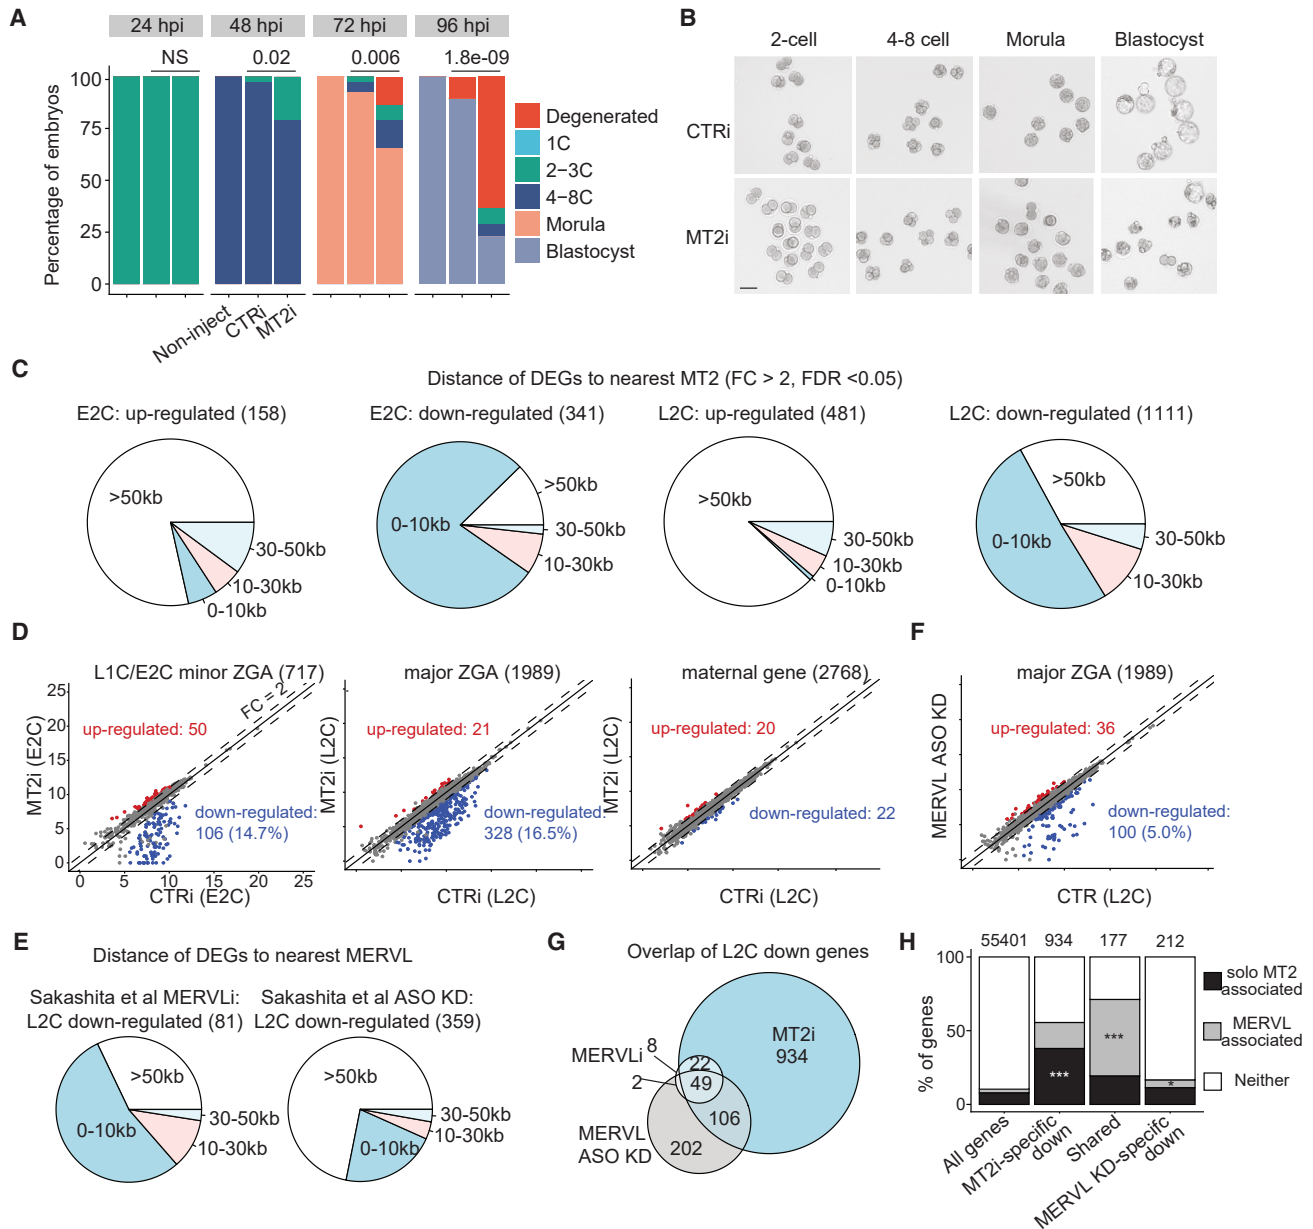 A
24 hpi
48 hpi
72 hpi
96 hpi
NS
0.02
0.006
1.8e-09
Percentage of embryos
100
75
50
25
0
Non-inject
CTRi
MT2i
Degenerated
1C
2−3C
4−8C
Morula
Blastocyst
B
2-cell
4-8 cell
Morula
Blastocyst
CTRi
MT2i
C
Distance of DEGs to nearest MT2 (FC > 2, FDR <0.05)
E2C: up-regulated (158)
>50kb
30-50kb
10-30kb
0-10kb
E2C: down-regulated (341)
0-10kb
>50kb
30-50kb
10-30kb
L2C: up-regulated (481)
>50kb
30-50kb
10-30kb
0-10kb
L2C: down-regulated (1111)
>50kb
0-10kb
30-50kb
10-30kb
D
L1C/E2C minor ZGA (717)
MT2i (E2C)
25
20
15
10
5
0
FC = 2
up-regulated: 50
down-regulated:
106 (14.7%)
0
5
10
15
20
25
CTRi (E2C)
major ZGA (1989)
MT2i (L2C)
up-regulated: 21
down-regulated:
328 (16.5%)
CTRi (L2C)
maternal gene (2768)
MT2i (L2C)
up-regulated: 20
down-regulated: 22
CTRi (L2C)
F
major ZGA (1989)
MERVL ASO KD
up-regulated: 36
down-regulated:
100 (5.0%)
CTR (L2C)
E
Distance of DEGs to nearest MERVL
Sakashita et al MERVLi:
L2C down-regulated (81)
>50kb
0-10kb
30-50kb
10-30kb
Sakashita et al ASO KD:
L2C down-regulated (359)
>50kb
0-10kb
30-50kb
10-30kb
G
Overlap of L2C down genes
MERVLi
8
2
22
49
MT2i
934
106
MERVL
ASO KD
202
H
55401
934
177
212
% of genes
100
50
0
***
***
*
All genes
MT2i-specific
down
Shared
MERVL KD-specifc
down
solo MT2
associated
MERVL
associated
Neither